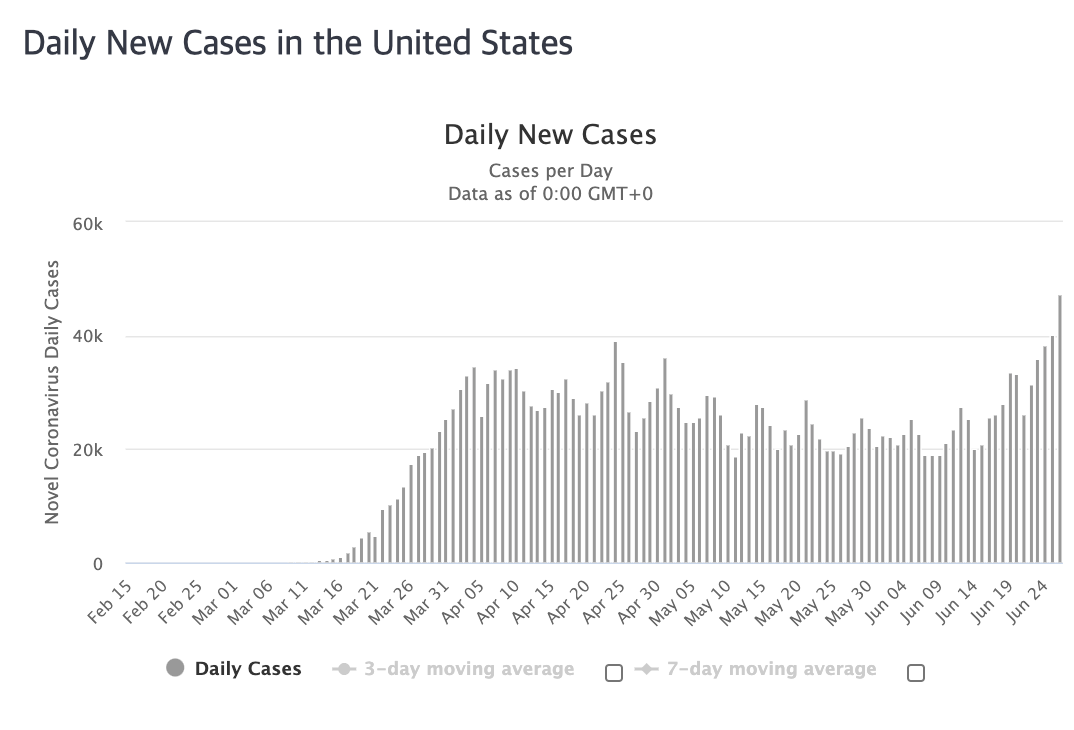 Daily New Cases in the United States
Daily New Cases
Cases per Day
Data as of 0:00 GMT+0
Novel Coronavirus Daily Cases
60k
40k
20k
0
Feb 15
Feb 20
Feb 25
Mar 01
Mar 06
Mar 11
Mar 16
Mar 21
Mar 26
Mar 31
Apr 05
Apr 10
Apr 15
Apr 20
Apr 25
Apr 30
May 05
May 10
May 15
May 20
May 25
May 30
Jun 04
Jun 09
Jun 14
Jun 19
Jun 24
Daily Cases
3-day moving average
7-day moving average